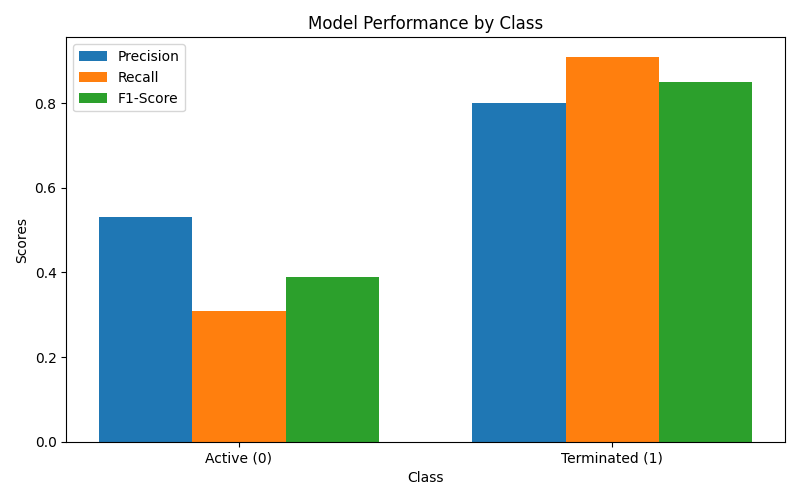 Model Performance by Class
Precision
Recall
F1-Score
Scores
0.8
0.6
0.4
0.2
0.0
Active (0)
Terminated (1)
Class